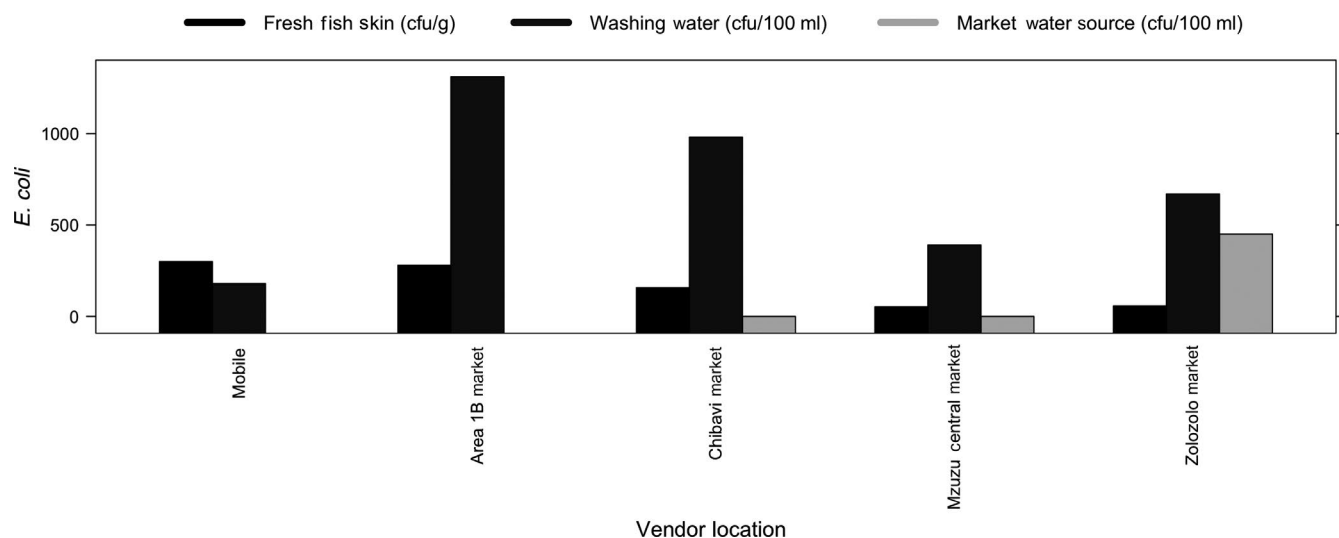 Fresh fish skin (cfu/g) Washing water (cfu/100 ml) Market water source (cfu/100 ml)
E. coli
1000
500
0
Mobile
Area 1B market
Chibavi market
Mzuzu central market
Zolozolo market
Vendor location